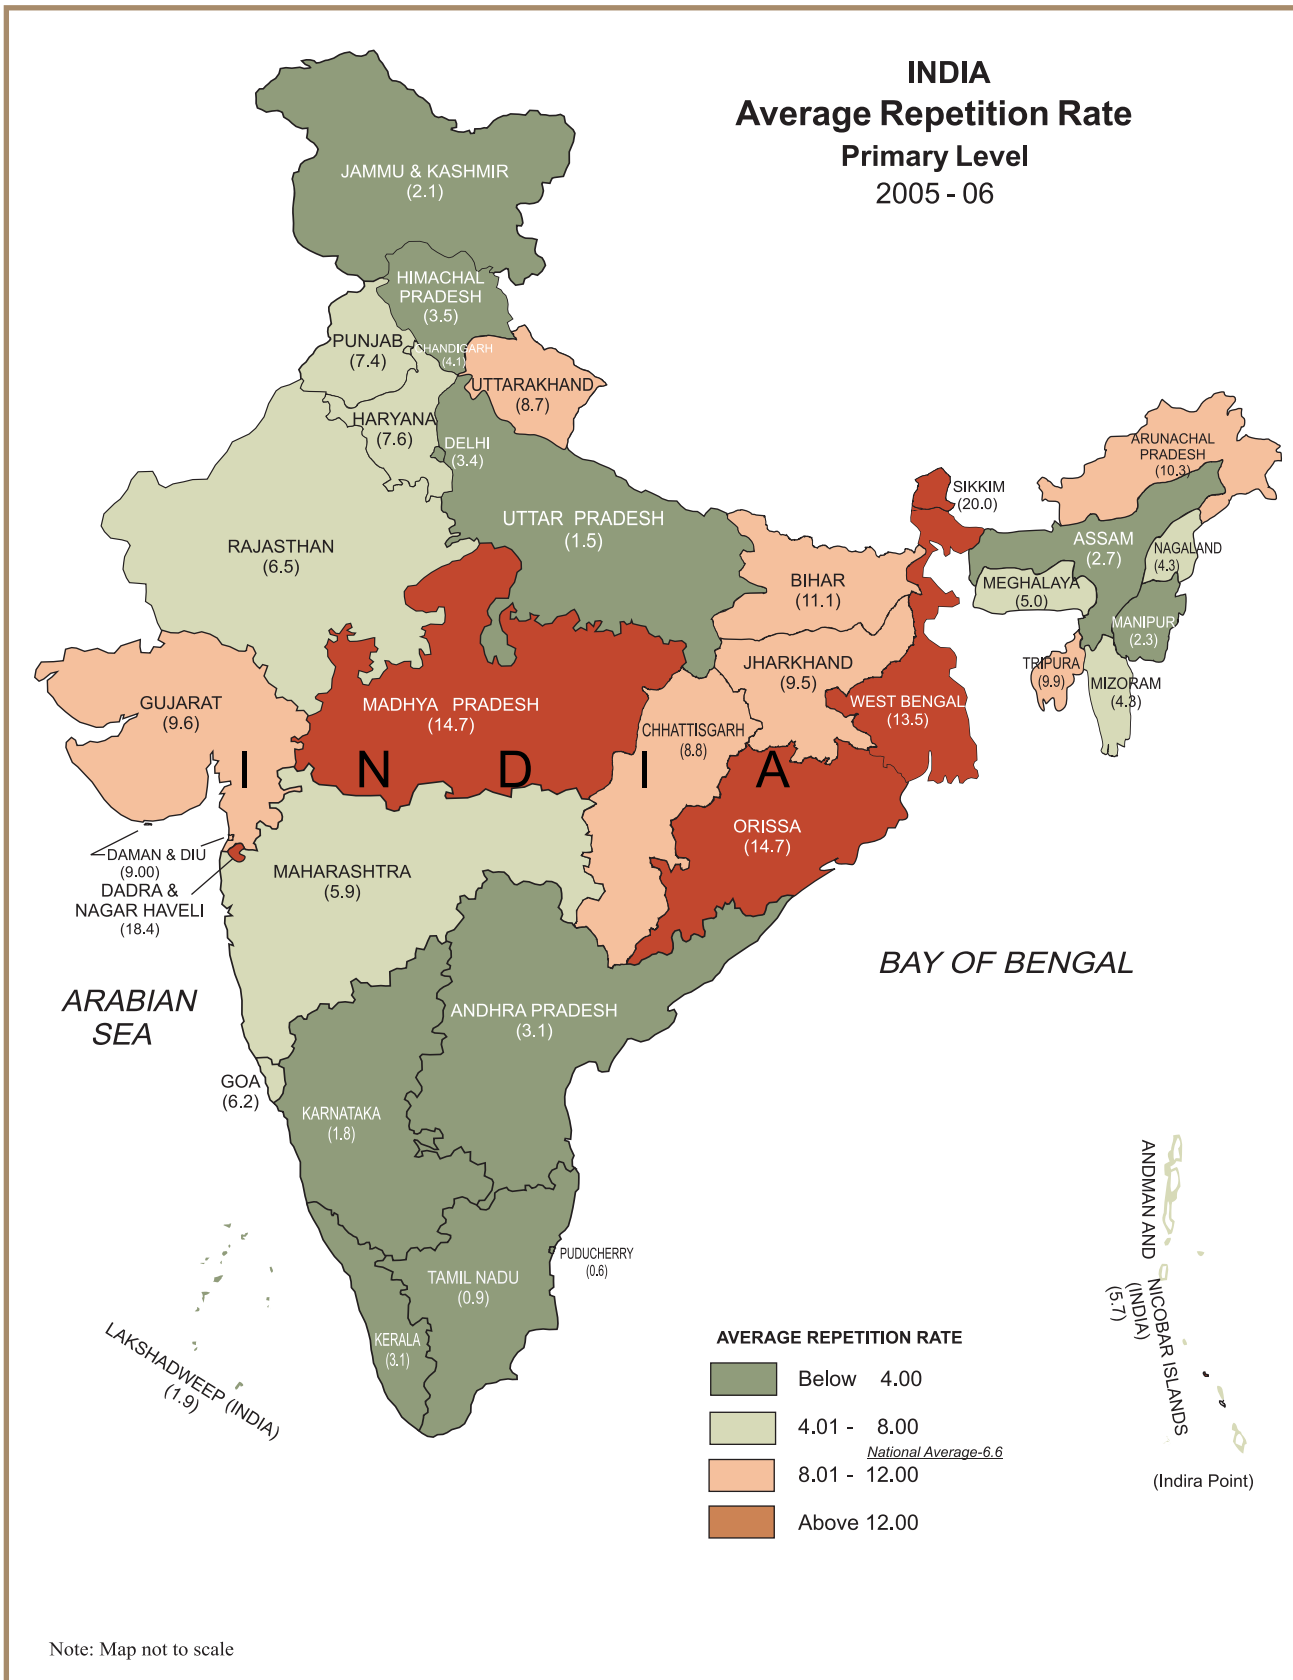 INDIA
Average Repetition Rate
Primary Level
2005 - 06
JAMMU & KASHMIR
(2.1)
HIMACHAL
PRADESH
(3.5)
PUNJAB
(7.4)
CHANDIGARH
(4.1)
UTTARAKHAND
(8.7)
HARYANA
(7.6)
DELHI
(3.4)
ARUNACHAL
PRADESH
(10.3)
SIKKIM
(20.0)
UTTAR PRADESH
(1.5)
RAJASTHAN
(6.5)
ASSAM
(2.7)
NAGALAND
(4.3)
BIHAR
(11.1)
MEGHALAYA
(5.0)
MANIPUR
(2.3)
JHARKHAND
(9.5)
TRIPURA
(9.9)
MIZORAM
(4.3)
GUJARAT
(9.6)
MADHYA PRADESH
(14.7)
WEST BENGAL
(13.5)
CHHATTISGARH
(8.8)
I N D I A
ORISSA
(14.7)
DAMAN & DIU
(9.00)
DADRA &
NAGAR HAVELI
(18.4)
MAHARASHTRA
(5.9)
BAY OF BENGAL
ARABIAN
SEA
ANDHRA PRADESH
(3.1)
GOA
(6.2)
KARNATAKA
(1.8)
PUDUCHERRY
(0.6)
TAMIL NADU
(0.9)
KERALA
(3.1)
LAKSHADWEEP (INDIA)
(1.9)
ANDMAN AND
NICOBAR ISLANDS
(INDIA)
(5.7)
(Indira Point)
AVERAGE REPETITION RATE
Below 4.00
4.01 - 8.00
National Average-6.6
8.01 - 12.00
Above 12.00
Note: Map not to scale